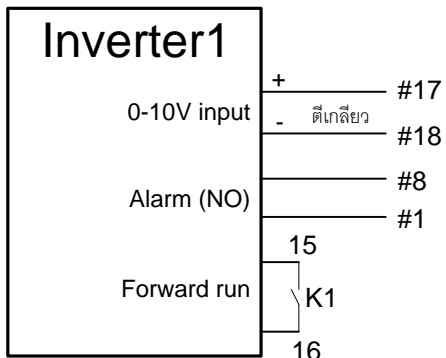 Inverter1
0-10V input
+
#17
-
ตีเกลียว
#18
Alarm (NO)
#8
#1
Forward run
15
K1
16